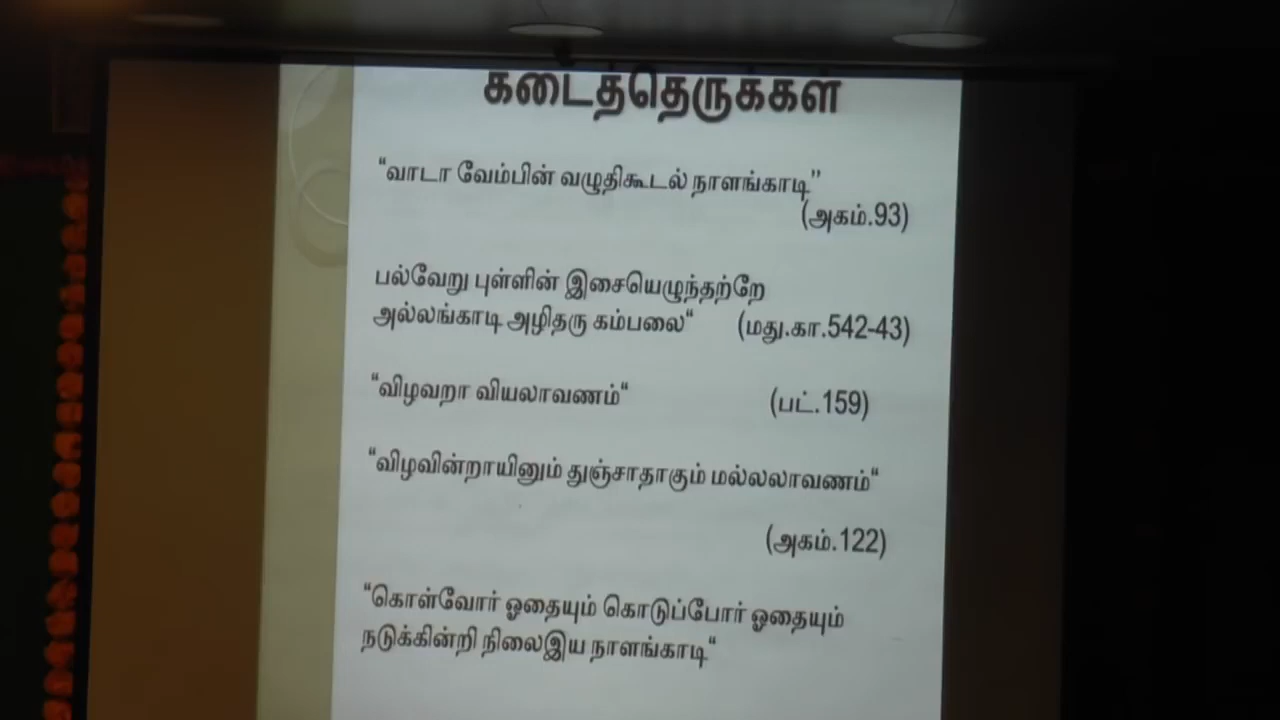 கடைத்தெருக்கள்
“வாடா வேம்பின் வழுதிகூடல் நாளங்காடி”
(அகம்.93)
பல்வேறு புள்ளின் இசையெழுந்தற்றே
அல்லங்காடி அழிதரு கம்பலை“ (மது.கா.542-43)
“விழவறா வியலாவணம்“ (பட்.159)
“விழவின்றாயினும் துஞ்சாதாகும் மல்லலாவணம்“
(அகம்.122)
“கொள்வோர் ஓதையும் கொடுப்போர் ஓதையும்
நடுக்கின்றி நிலைஇய நாளங்காடி“